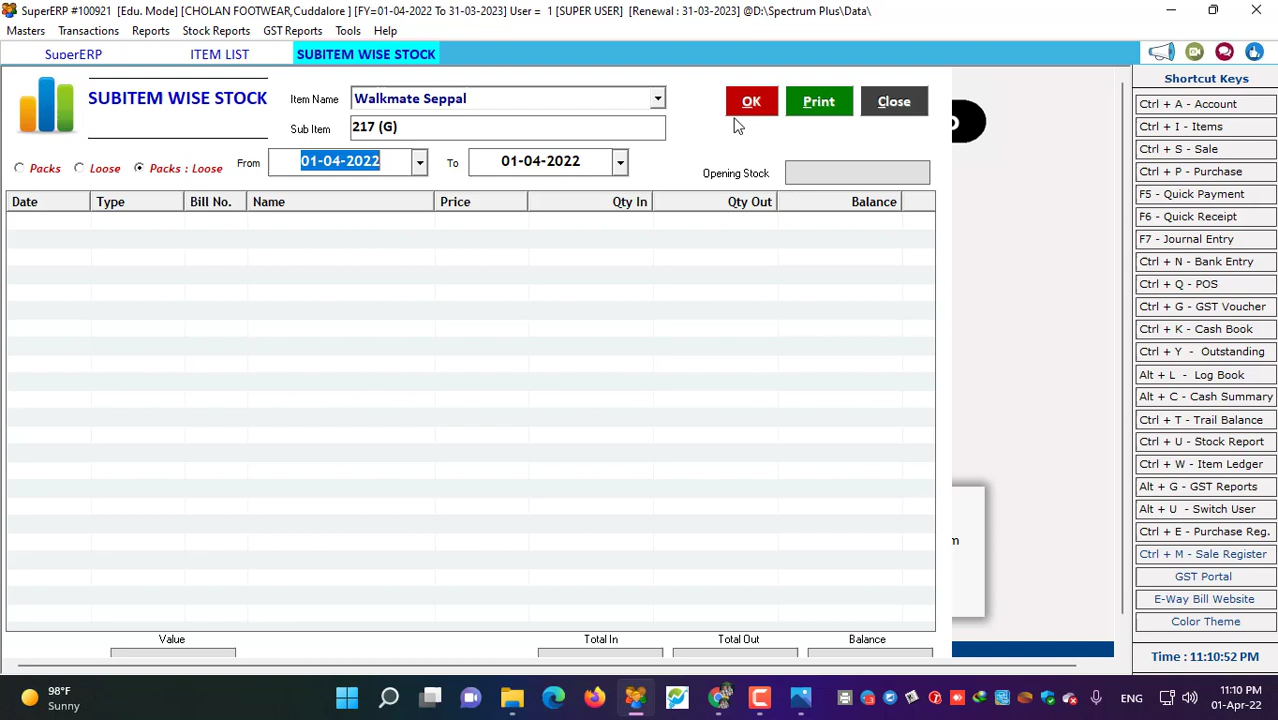 SuperERP #100921 [Edu. Mode] [CHOLAN FOOTWEAR,Cuddalore] [FY=01-04-2022 To 31-03-2023] User = 1 [SUPER USER] [Renewal : 31-03-2023] @D:\Spectrum Plus\Data\
Masters Transactions Reports Stock Reports GST Reports Tools Help
SuperERP ITEM LIST SUBITEM WISE STOCK
SUBITEM WISE STOCK
Item Name Walkmate Seppal
OK Print Close
Sub Item 217 (G)
Packs Loose Packs : Loose From 01-04-2022 To 01-04-2022
Opening Stock
Date Type Bill No. Name Price Qty In Qty Out Balance
Value Total In Total Out Balance
Shortcut Keys
Ctrl + A - Account
Ctrl + I - Items
Ctrl + S - Sale
Ctrl + P - Purchase
F5 - Quick Payment
F6 - Quick Receipt
F7 - Journal Entry
Ctrl + N - Bank Entry
Ctrl + Q - POS
Ctrl + G - GST Voucher
Ctrl + K - Cash Book
Ctrl + Y - Outstanding
Alt + L - Log Book
Alt + C - Cash Summary
Ctrl + T - Trail Balance
Ctrl + U - Stock Report
Ctrl + W - Item Ledger
Alt + G - GST Reports
Alt + U - Switch User
Ctrl + E - Purchase Reg.
Ctrl + M - Sale Register
GST Portal
E-Way Bill Website
Color Theme
Time : 11:10:52 PM
98°F
Sunny
ENG
11:10 PM
01-Apr-22